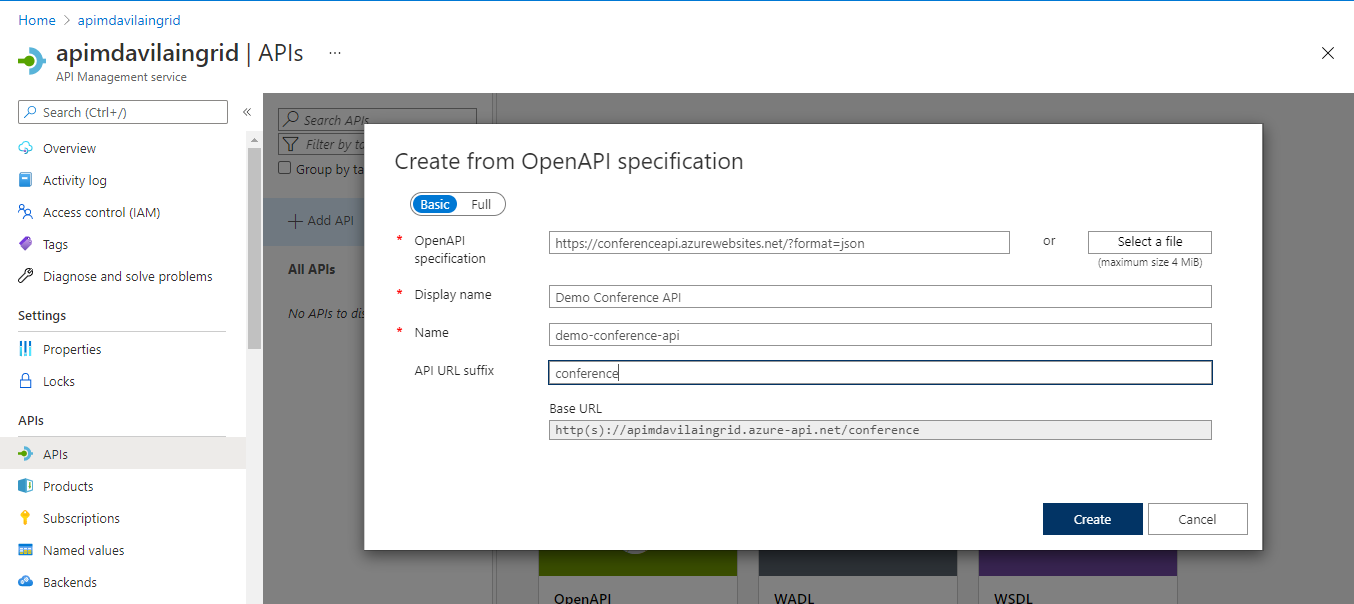 Home > apimdavilaingrid
apimdavilaingrid | APIs ...
API Management service
Search (Ctrl+/)
«
Overview
Activity log
Access control (IAM)
Tags
Diagnose and solve problems
Settings
Properties
Locks
APIs
APIs
Products
Subscriptions
Named values
Backends
Search APIs
Filter by ta
Group by ta
+ Add API
All APIs
No APIs to dis
Create from OpenAPI specification
Basic Full
* OpenAPI specification
https://conferenceapi.azurewebsites.net/?format=json
or
Select a file
(maximum size 4 MiB)
* Display name
Demo Conference API
* Name
demo-conference-api
API URL suffix
conference
Base URL
http(s)://apimdavilaingrid.azure-api.net/conference
Create Cancel
OpenAPI WADL WSDL